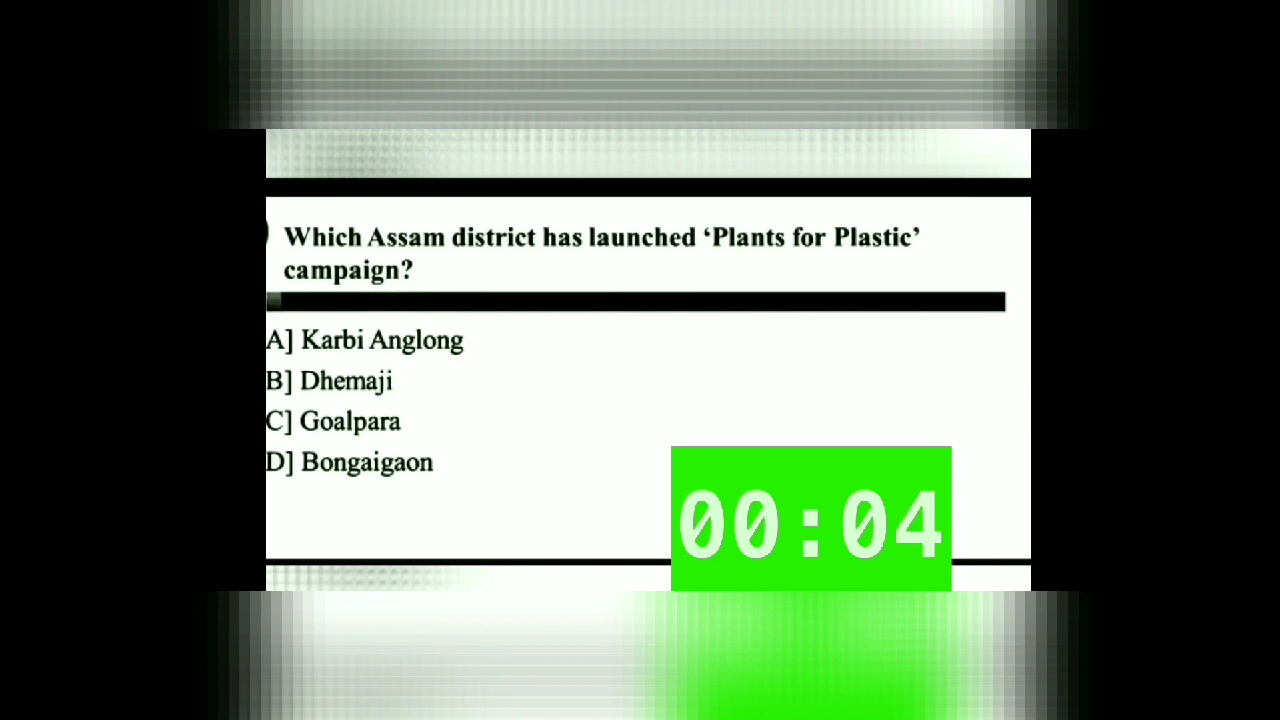 Which Assam district has launched ‘Plants for Plastic’
campaign?
A] Karbi Anglong
B] Dhemaji
C] Goalpara
D] Bongaigaon
00:04